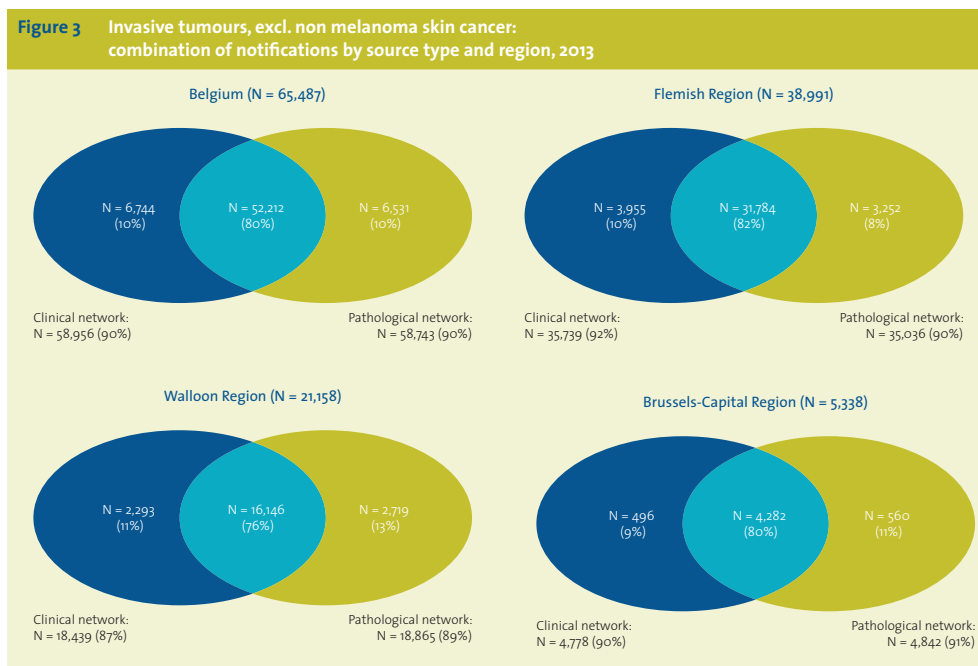 Figure 3
Invasive tumours, excl. non melanoma skin cancer:
combination of notifications by source type and region, 2013
Belgium (N = 65,487)
N = 6,744
(10%)
N = 52,212
(80%)
N = 6,531
(10%)
Clinical network:
N = 58,956 (90%)
Pathological network:
N = 58,743 (90%)
Flemish Region (N = 38,991)
N = 3,955
(10%)
N = 31,784
(82%)
N = 3,252
(8%)
Clinical network:
N = 35,739 (92%)
Pathological network:
N = 35,036 (90%)
Walloon Region (N = 21,158)
N = 2,293
(11%)
N = 16,146
(76%)
N = 2,719
(13%)
Clinical network:
N = 18,439 (87%)
Pathological network:
N = 18,865 (89%)
Brussels-Capital Region (N = 5,338)
N = 496
(9%)
N = 4,282
(80%)
N = 560
(11%)
Clinical network:
N = 4,778 (90%)
Pathological network:
N = 4,842 (91%)